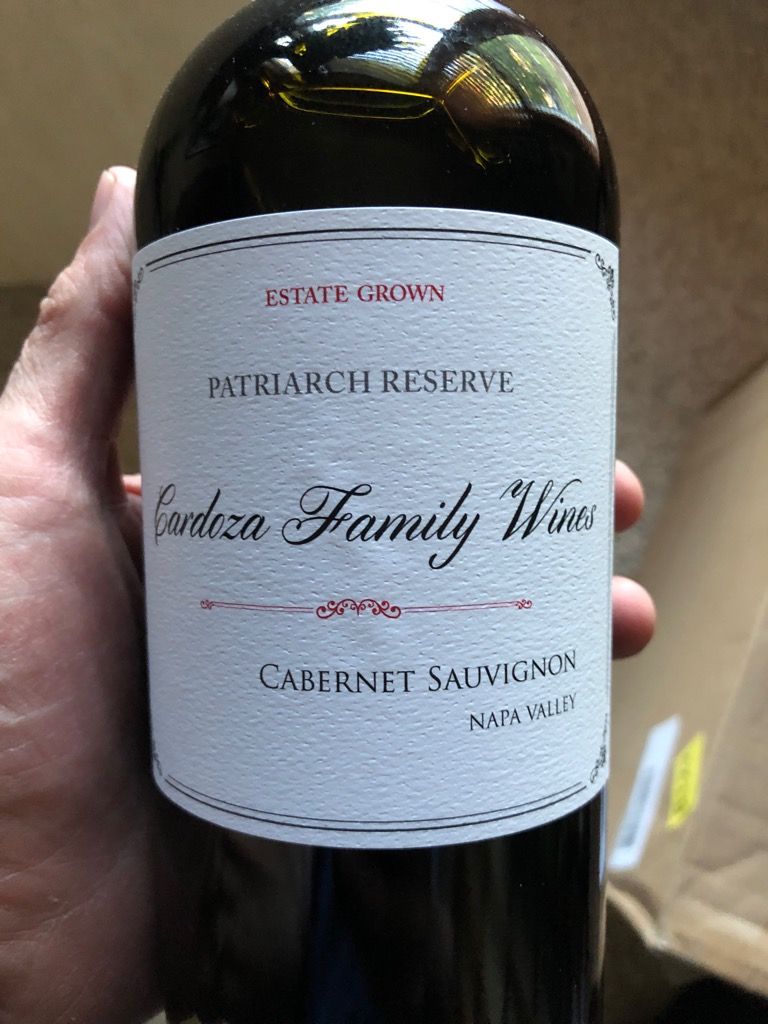 ESTATE GROWN
PATRIARCH RESERVE
Cardoza Family Wines
CABERNET SAUVIGNON
NAPA VALLEY